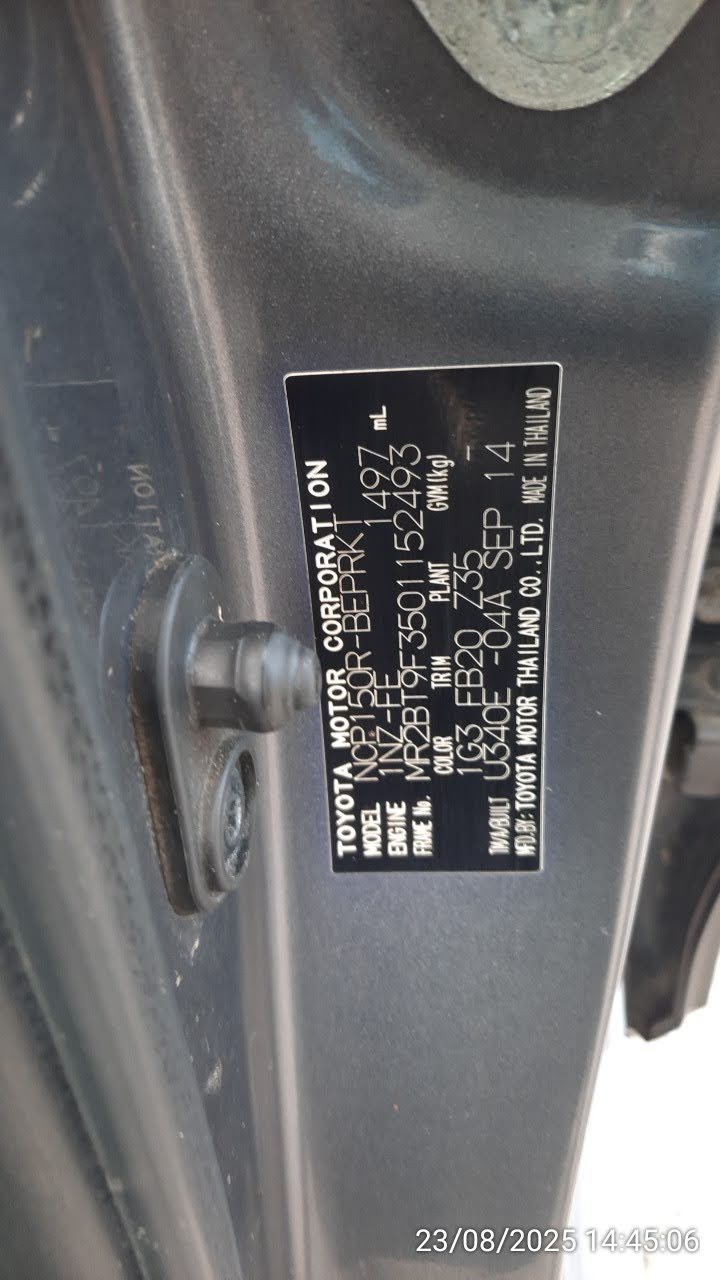 TOYOTA MOTOR CORPORATION
MODEL NCP150R-BEPRKT
ENGINE 1NZ-FE 1497 mL
FRAME No. MR2BT9F3501152493
COLOR TRIM PLANT GVM(kg)
1G3 FB20 Z35 -
T/A/BUILT U340E -04A SEP 14
MFD.BY: TOYOTA MOTOR THAILAND CO.,LTD. MADE IN THAILAND
23/08/2025 14:45:06